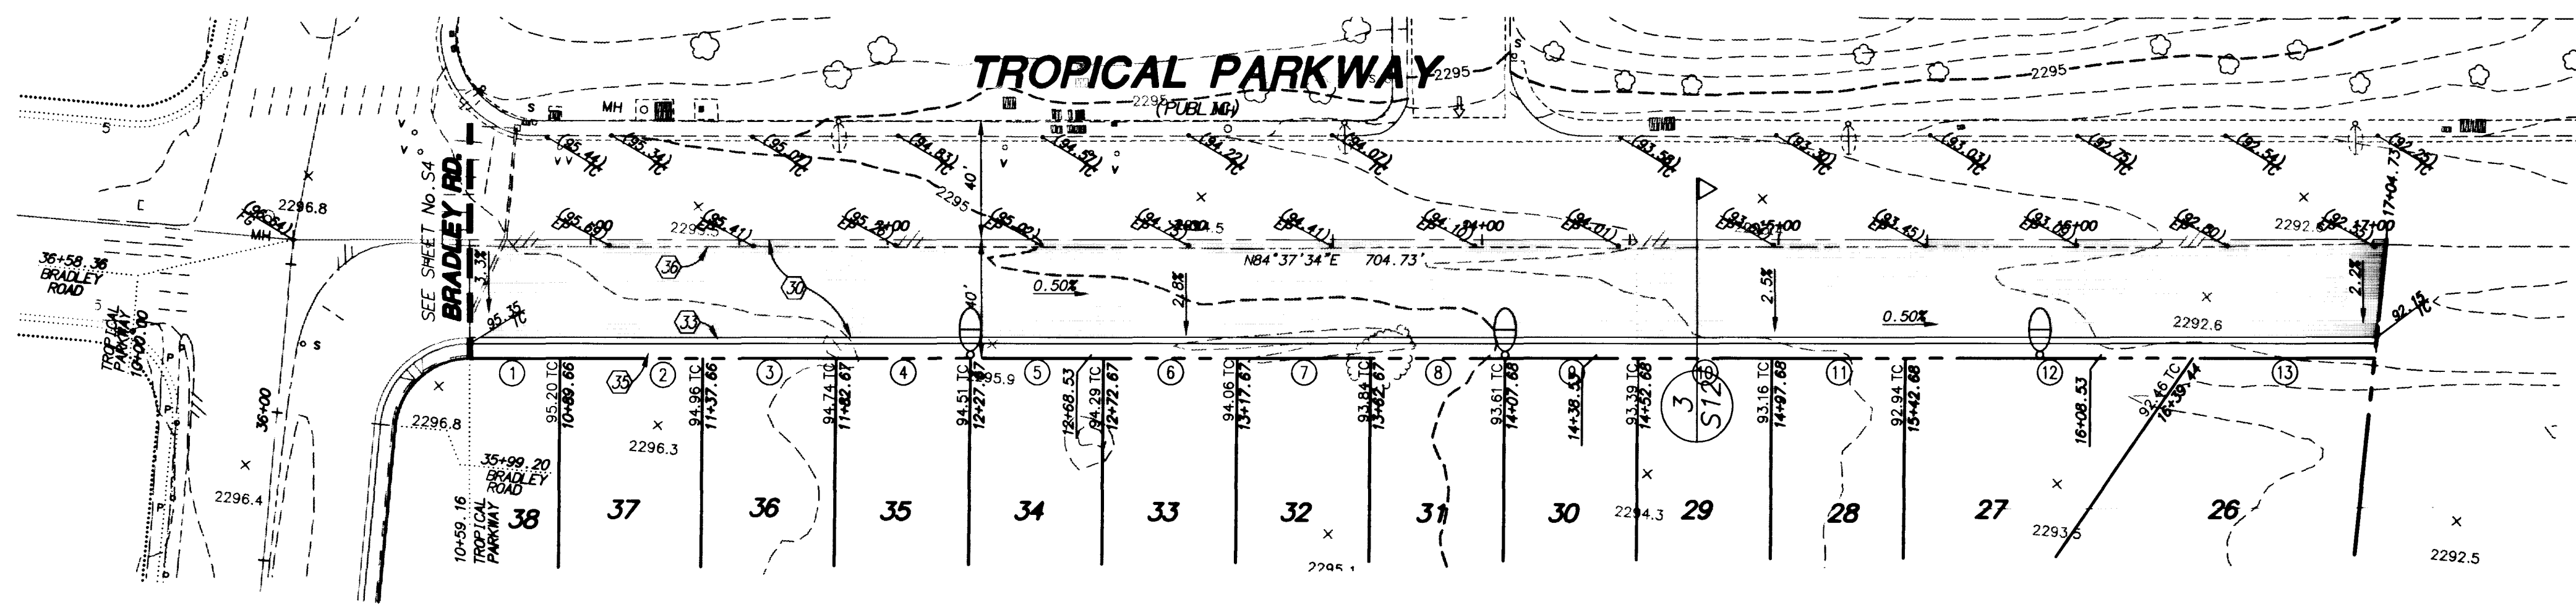 TROPICAL PARKWAY
2295
2295
2295
MH
S
S
S
(95.44) TC
(95.34) TC
(95.07) TC
(94.83) TC
(94.52) TC
(94.22) TC
(94.07) TC
(93.58) TC
(93.30) TC
(93.03) TC
(92.75) TC
(92.54) TC
(92.25) TC
17+04.73
SEE SHEET No. S4
BRADLEY RD.
40'
2295
2296.8
MH
36+58.36
BRADLEY
ROAD
TROPICAL
PARKWAY
10+00.00
3.3%
36
30
33
35
N84°37'34"E 704.73'
0.50%
40'
2.8%
2.5%
0.50%
2292.6
2.2%
95.35
TC
92.15
TC
1
2
3
4
5
6
7
8
9
10
11
12
13
95.20 TC
10+89.66
94.96 TC
11+37.66
94.74 TC
11+82.67
94.51 TC
12+27.67
2295.9
12+68.53
94.29 TC
12+72.67
94.06 TC
13+17.67
93.84 TC
13+62.67
93.61 TC
14+07.68
14+38.53
93.39 TC
14+52.68
3
S12
93.16 TC
14+97.68
92.94 TC
15+42.68
16+08.53
92.46 TC
16+39.44
36+00
2296.8
2296.4
35+99.20
BRADLEY
ROAD
10+59.16
TROPICAL
PARKWAY
2296.3
38
37
36
35
34
33
32
31
30
29
28
27
26
2294.3
2293.5
2292.5
2295.1